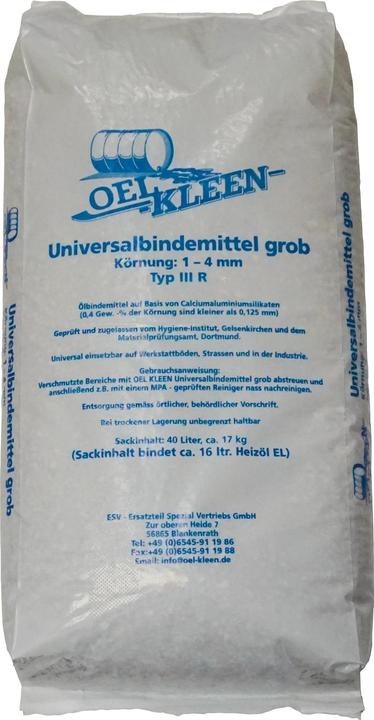 OEL KLEEN
Universalbindemittel grob
Körnung: 1 – 4 mm
Typ III R
Ölbindemittel auf Basis von Calciumaluminiumsilikaten
(0,4 Gew. -% der Körnung sind kleiner als 0,125 mm)
Geprüft und zugelassen vom Hygiene-Institut, Gelsenkirchen und dem
Materialprüfungsamt, Dortmund.
Universal einsetzbar auf Werkstattböden, Strassen und in der Industrie.
Gebrauchsanweisung:
Verschmutzte Bereiche mit OEL KLEEN Universalbindemittel grob abstreuen und
anschließend z.B. mit einem MPA - geprüften Reiniger nass nachreinigen.
Entsorgung gemäss örtlicher, behördlicher Vorschrift.
Bei trockener Lagerung unbegrenzt haltbar
Sackinhalt: 40 Liter, ca. 17 kg
(Sackinhalt bindet ca. 16 ltr. Heizöl EL)
ESV - Ersatzteil Spezial Vertriebs GmbH
Zur oberen Heide 7
56865 Blankenrath
Tel: +49 (0)6545-91 19 86
Fax:+49 (0)6545-91 19 88
Email: info@oel-kleen.de
Universalbindemittel grob
Universalbindemittel grob